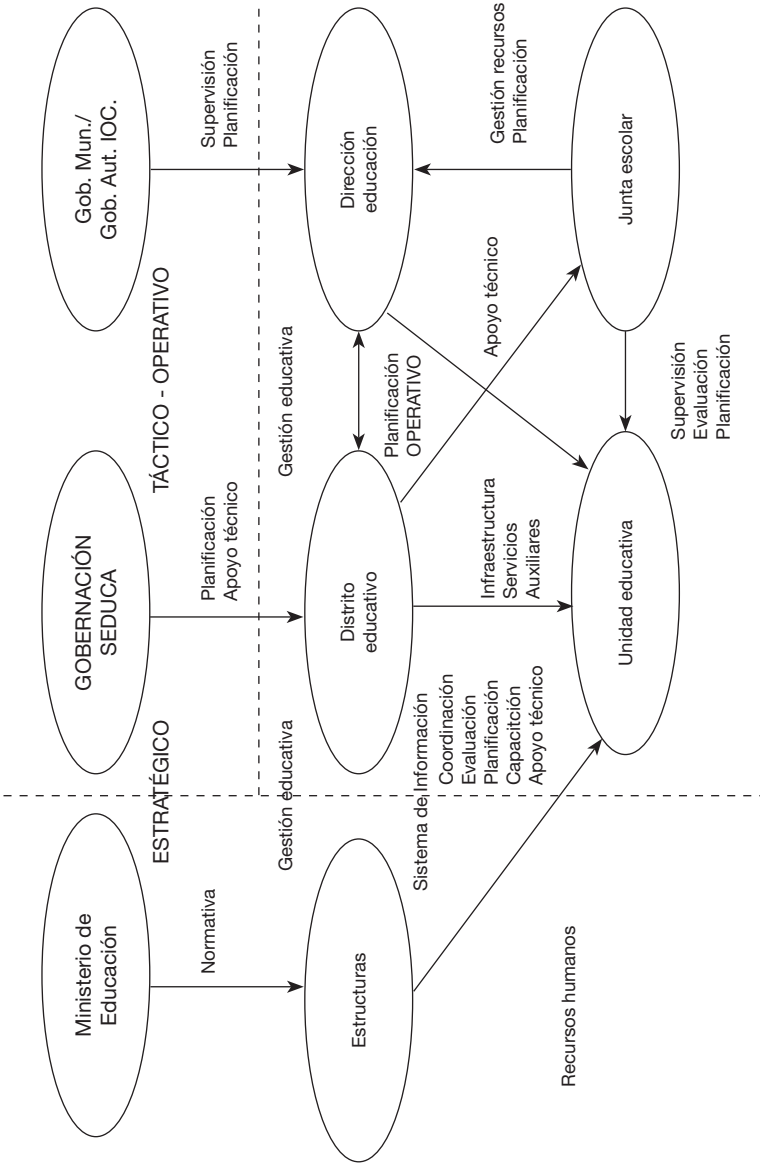 Ministerio de
Educación
GOBERNACIÓN
SEDUCA
Gob. Mun./
Gob. Aut. IOC.
ESTRATÉGICO
TÁCTICO - OPERATIVO
Normativa
Planificación
Apoyo técnico
Supervisión
Planificación
Gestión educativa
Gestión educativa
Estructuras
Distrito
educativo
Dirección
educación
Planificación
OPERATIVO
Sistema de Información
Coordinación
Evaluación
Planificación
Capacitción
Apoyo técnico
Infraestructura
Servicios
Auxiliares
Apoyo técnico
Gestión recursos
Planificación
Recursos humanos
Unidad educativa
Junta escolar
Supervisión
Evaluación
Planificación